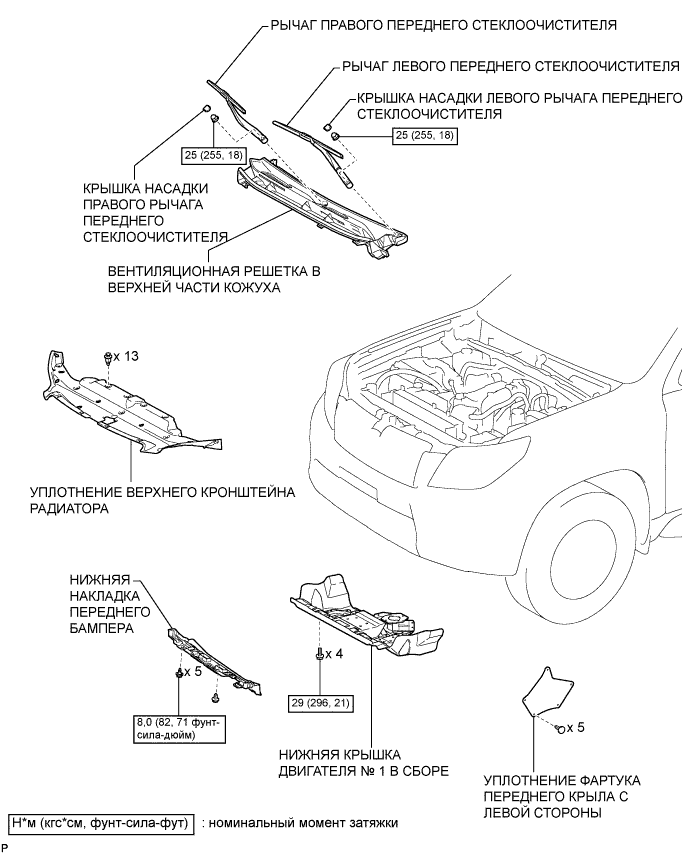 РЫЧАГ ПРАВОГО ПЕРЕДНЕГО СТЕКЛООЧИСТИТЕЛЯ
РЫЧАГ ЛЕВОГО ПЕРЕДНЕГО СТЕКЛООЧИСТИТЕЛЯ
КРЫШКА НАСАДКИ ЛЕВОГО РЫЧАГА ПЕРЕДНЕГО
СТЕКЛООЧИСТИТЕЛЯ
25 (255, 18)
25 (255, 18)
КРЫШКА НАСАДКИ
ПРАВОГО РЫЧАГА
ПЕРЕДНЕГО
СТЕКЛООЧИСТИТЕЛЯ
ВЕНТИЛЯЦИОННАЯ РЕШЕТКА В
ВЕРХНЕЙ ЧАСТИ КОЖУХА
x 13
УПЛОТНЕНИЕ ВЕРХНЕГО КРОНШТЕЙНА
РАДИАТОРА
НИЖНЯЯ
НАКЛАДКА
ПЕРЕДНЕГО
БАМПЕРА
x 5
8,0 (82, 71 фунт-
сила-дюйм)
x 4
29 (296, 21)
НИЖНЯЯ КРЫШКА
ДВИГАТЕЛЯ № 1 В СБОРЕ
x 5
УПЛОТНЕНИЕ ФАРТУКА
ПЕРЕДНЕГО КРЫЛА С
ЛЕВОЙ СТОРОНЫ
Н*м (кгс*см, фунт-сила-фут) : номинальный момент затяжки
P